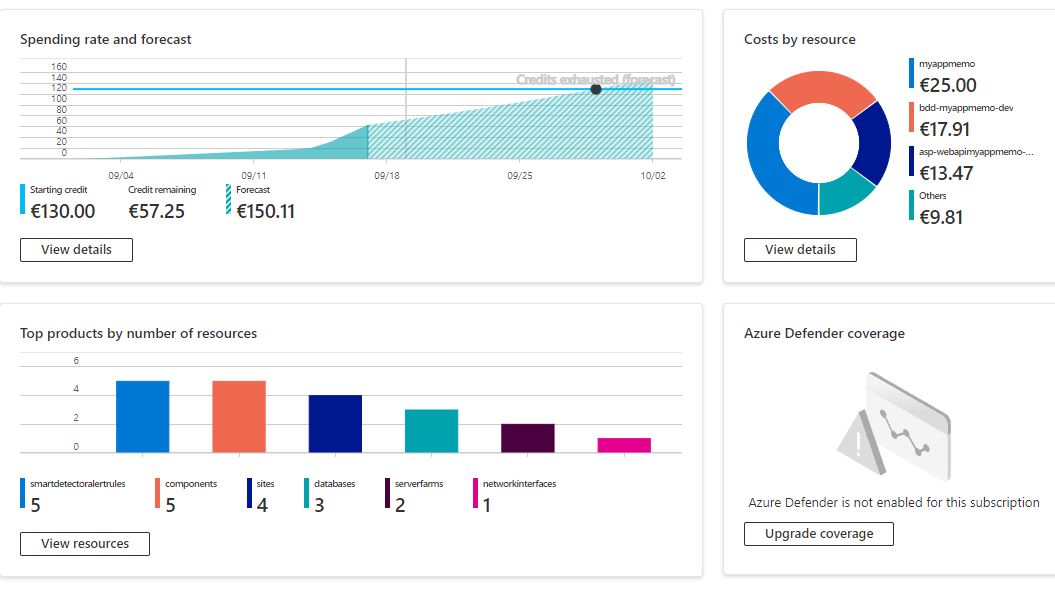 Spending rate and forecast
160
140
120
100
80
60
40
20
0
Credits exhausted (forecast)
09/04
09/11
09/18
09/25
10/02
Starting credit
€130.00
Credit remaining
€57.25
Forecast
€150.11
View details
Costs by resource
myappmemo
€25.00
bdd-myappmemo-dev
€17.91
asp-webapimyappmemo-...
€13.47
Others
€9.81
View details
Top products by number of resources
6
4
2
0
smartdetectoralertrules
5
components
5
sites
4
databases
3
serverfarms
2
networkinterfaces
1
View resources
Azure Defender coverage
Azure Defender is not enabled for this subscription
Upgrade coverage